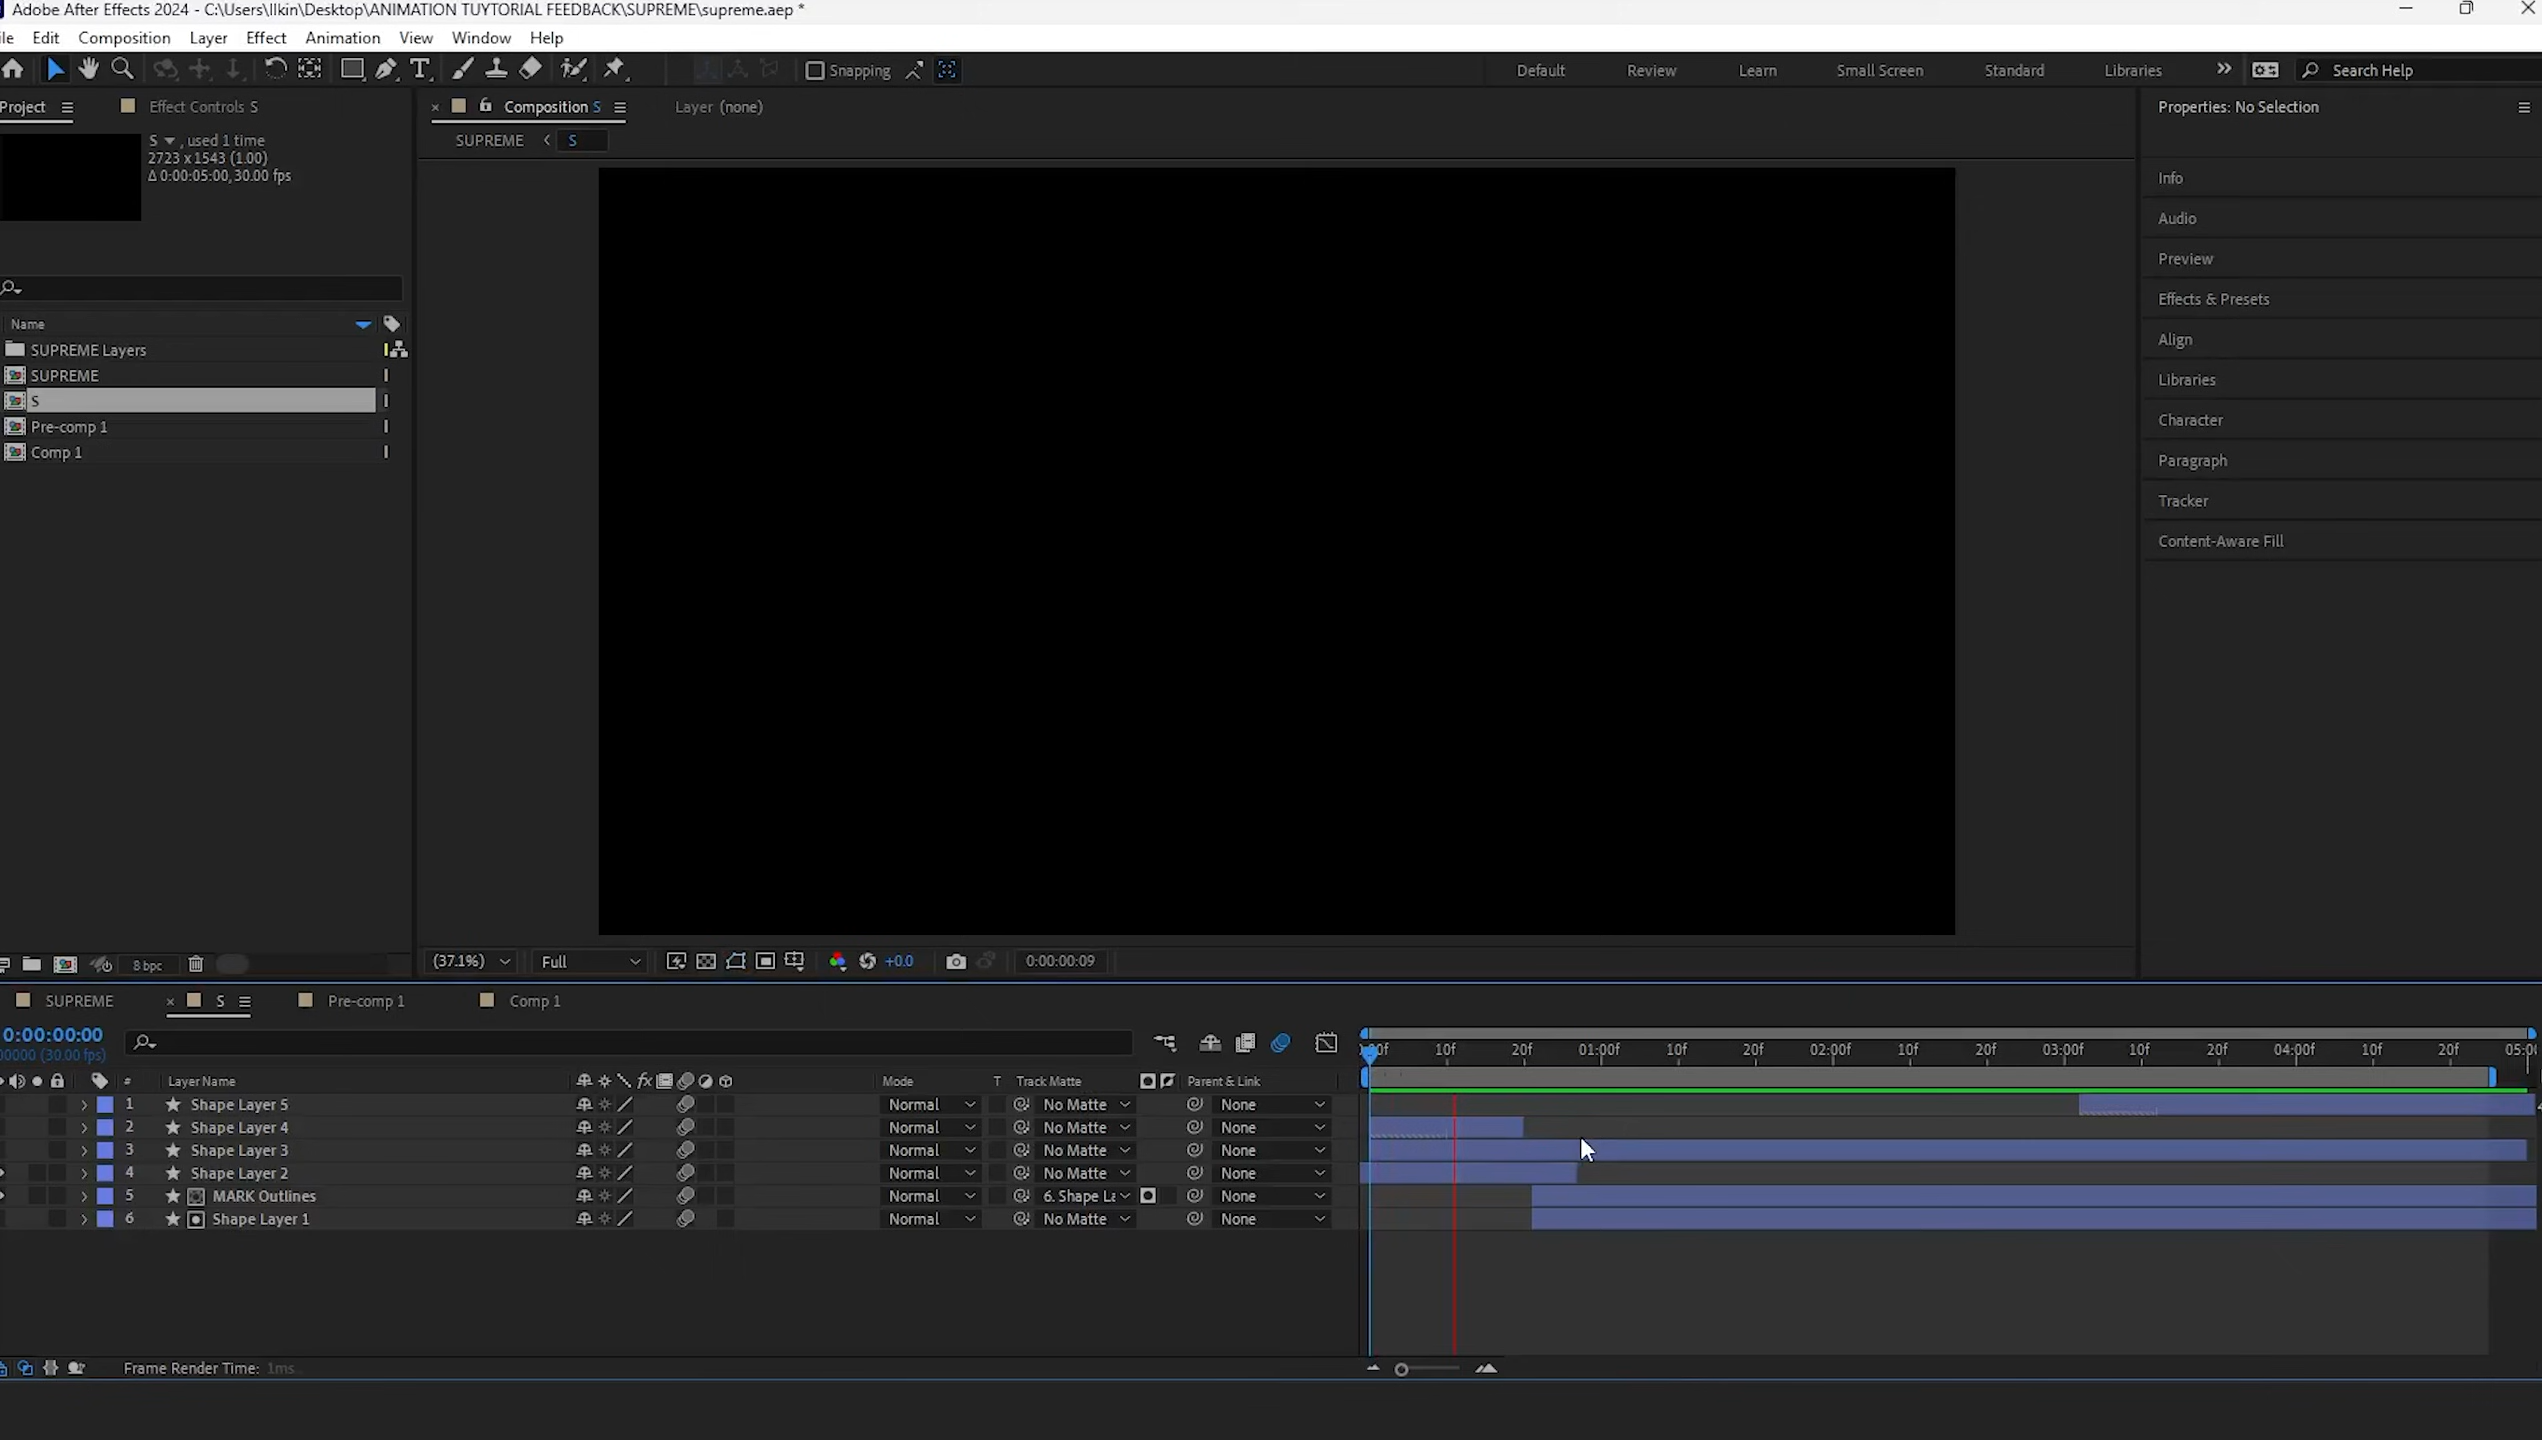 Adobe After Effects 2024 - C:\Users\Ilkin\Desktop\ANIMATION TUYTORIAL FEEDBACK\SUPREME\supreme.aep *
ile Edit Composition Layer Effect Animation View Window Help
Snapping Default Review Learn Small Screen Standard Libraries Search Help
Project Effect Controls S
S , used 1 time
2723 x 1543 (1.00)
Δ 0:00:05:00, 30.00 fps
Name
SUPREME Layers
SUPREME
S
Pre-comp 1
Comp 1
8 bpc
Composition S Layer (none)
SUPREME S
(37.1%) Full +0.0 0:00:00:09
Properties: No Selection
Info
Audio
Preview
Effects & Presets
Align
Libraries
Character
Paragraph
Tracker
Content-Aware Fill
SUPREME S Pre-comp 1 Comp 1
0:00:00:00
00000 (30.00 fps)
:00f 10f 20f 01:00f 10f 20f 02:00f 10f 20f 03:00f 10f 20f 04:00f 10f 20f 05:0
# Layer Name fx Mode T Track Matte Parent & Link
1 Shape Layer 5 Normal No Matte None
2 Shape Layer 4 Normal No Matte None
3 Shape Layer 3 Normal No Matte None
4 Shape Layer 2 Normal No Matte None
5 MARK Outlines Normal 6. Shape La None
6 Shape Layer 1 Normal No Matte None
Frame Render Time: 1ms